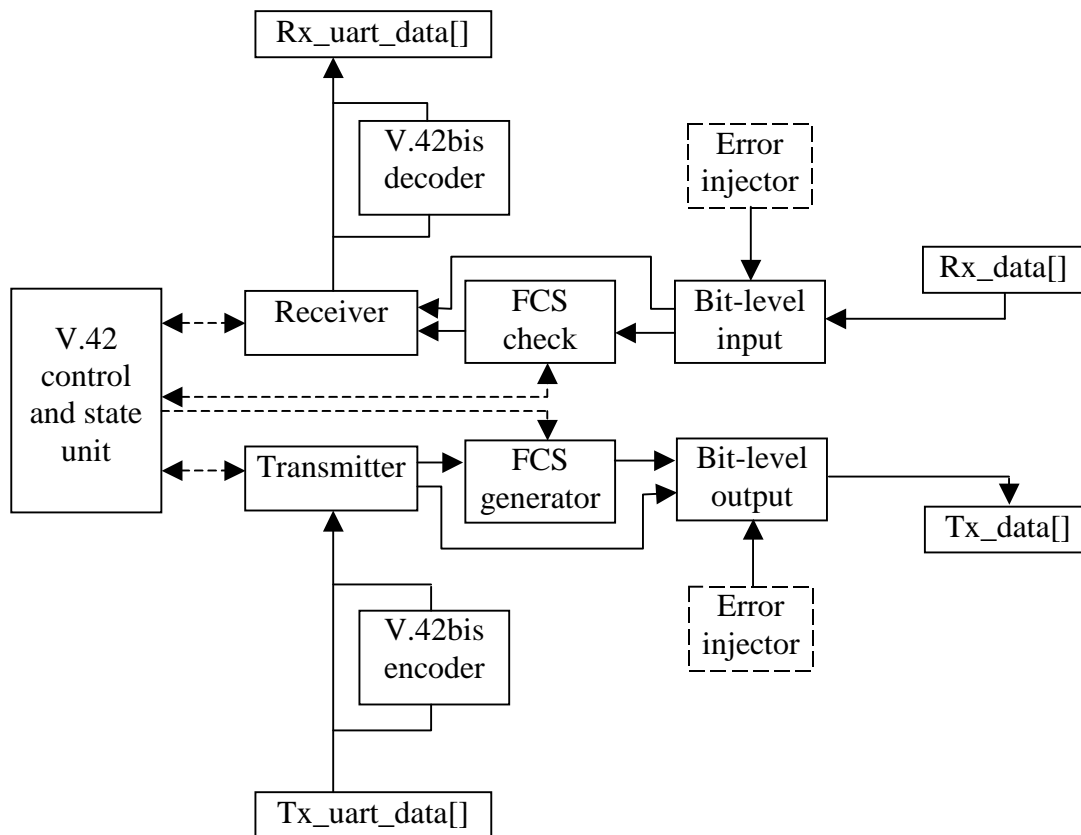 Rx_uart_data[]
V.42bis
decoder
Error
injector
Rx_data[]
Receiver
FCS
check
Bit-level
input
V.42
control
and state
unit
Transmitter
FCS
generator
Bit-level
output
Tx_data[]
V.42bis
encoder
Error
injector
Tx_uart_data[]